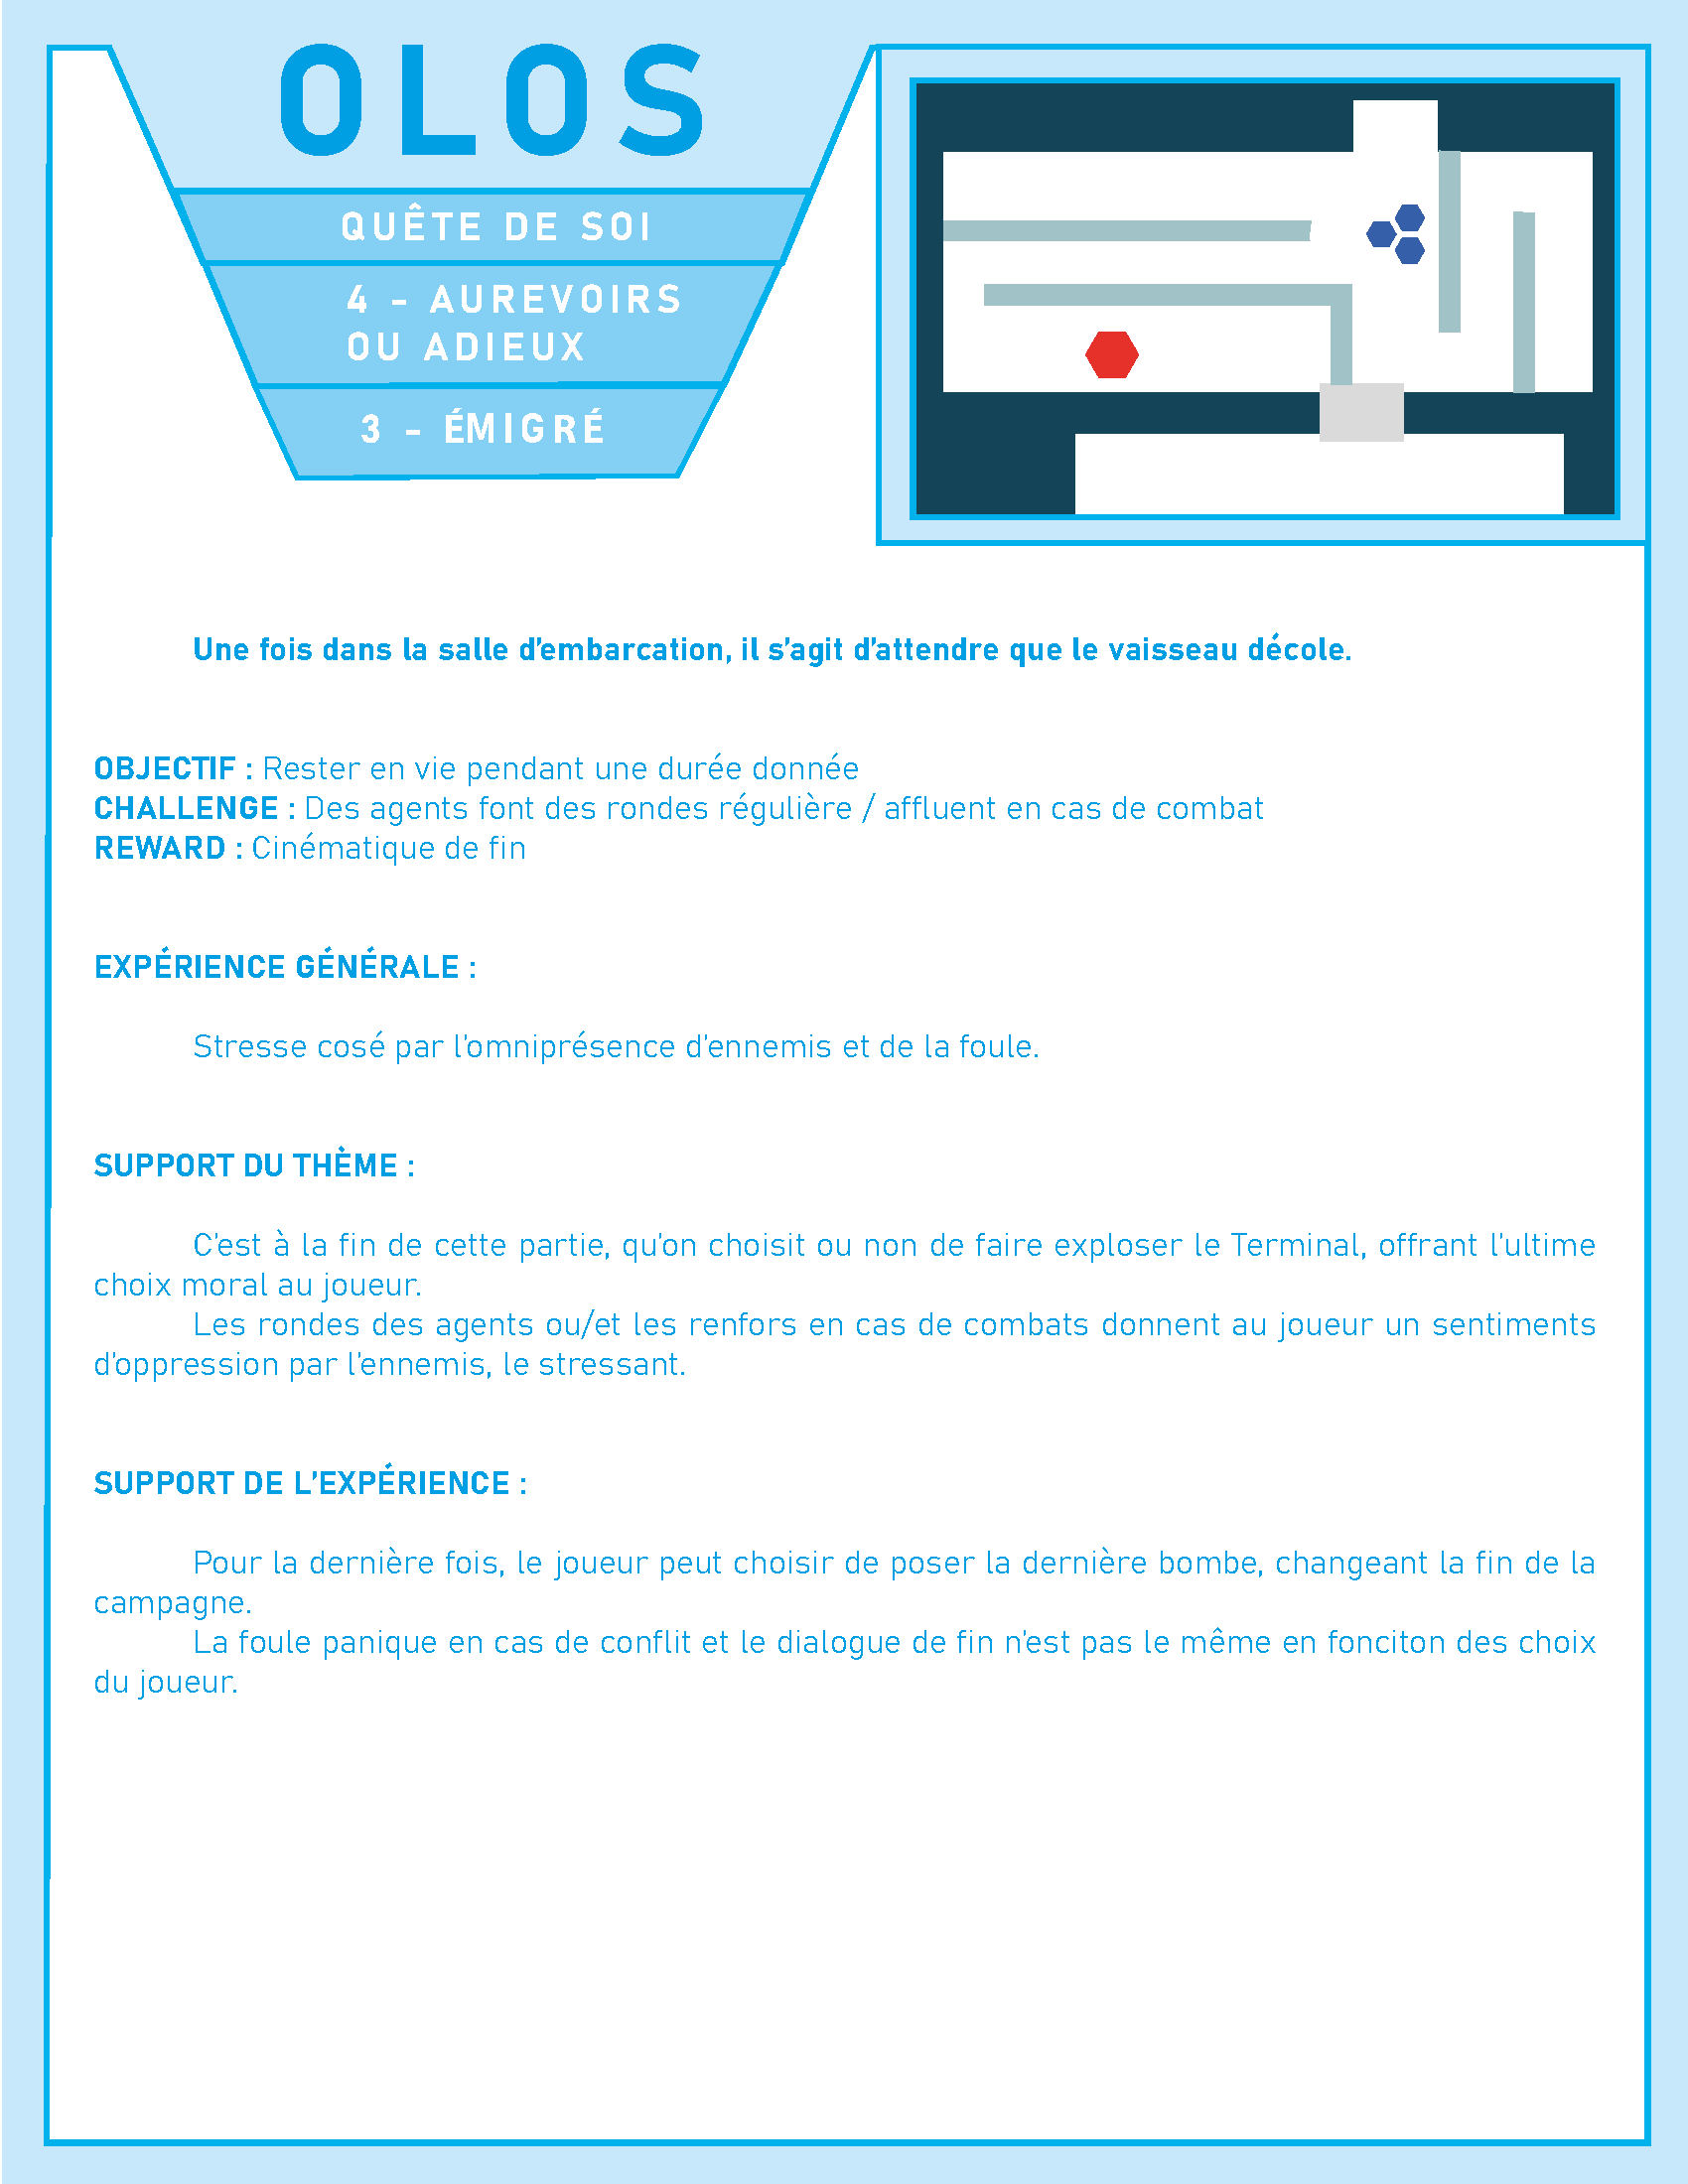 OLOS
QUÊTE DE SOI
4 - AUREVOIRS
OU ADIEUX
3 - ÉMIGRÉ
Une fois dans la salle d’embarcation, il s’agit d’attendre que le vaisseau décole.
OBJECTIF : Rester en vie pendant une durée donnée
CHALLENGE : Des agents font des rondes régulière / affluent en cas de combat
REWARD : Cinématique de fin
EXPÉRIENCE GÉNÉRALE :
Stresse cosé par l’omniprésence d’ennemis et de la foule.
SUPPORT DU THÈME :
C’est à la fin de cette partie, qu’on choisit ou non de faire exploser le Terminal, offrant l’ultime
choix moral au joueur.
Les rondes des agents ou/et les renfors en cas de combats donnent au joueur un sentiments
d’oppression par l’ennemis, le stressant.
SUPPORT DE L’EXPÉRIENCE :
Pour la dernière fois, le joueur peut choisir de poser la dernière bombe, changeant la fin de la
campagne.
La foule panique en cas de conflit et le dialogue de fin n’est pas le même en fonciton des choix
du joueur.